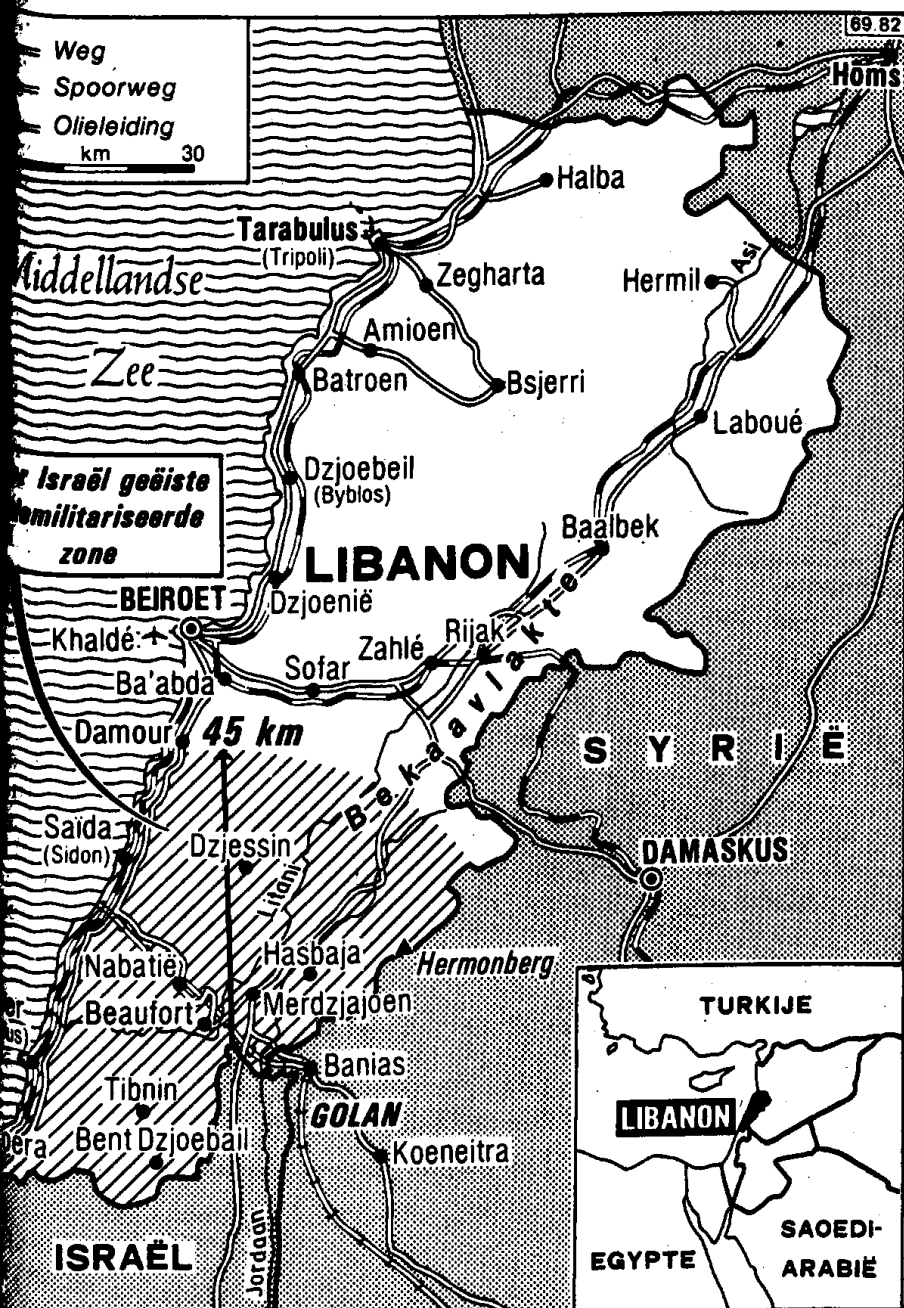 69.82
Weg
Spoorweg
Olieleiding
km 30
Homs
Halba
Tarabulus
(Tripoli)
Zegharta
Hermil
Asi
Middellandse
Zee
Amioen
Batroen
Bsjerri
Laboué
Dzjoebeil
(Byblos)
Israël geëiste
demilitariseerde
zone
Baalbek
LIBANON
BEIROET
Dzjoenië
Khaldé
Zahlé
Rijak
Sofar
Ba'abda
Bekaavlakte
Damour
45 km
SYRIË
Saïda
(Sidon)
Dzjessin
Litani
DAMASKUS
Hasbaja
Hermonberg
Nabatië
Merdzjajoen
Beaufort
Banias
Tibnin
GOLAN
Bent Dzjoebail
Koeneitra
Jordaan
ISRAËL
TURKIJE
LIBANON
EGYPTE
SAOEDI-
ARABIË